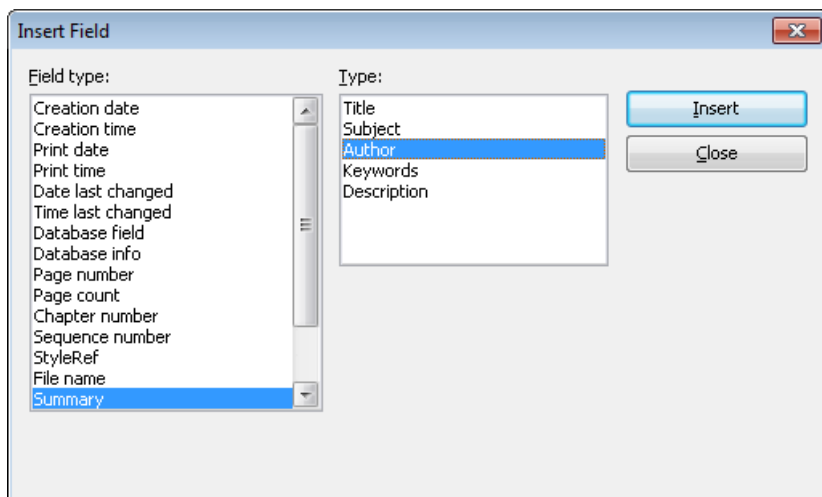 Insert Field
Field type:
Creation date
Creation time
Print date
Print time
Date last changed
Time last changed
Database field
Database info
Page number
Page count
Chapter number
Sequence number
StyleRef
File name
Summary
Type:
Title
Subject
Author
Keywords
Description
Insert
Close